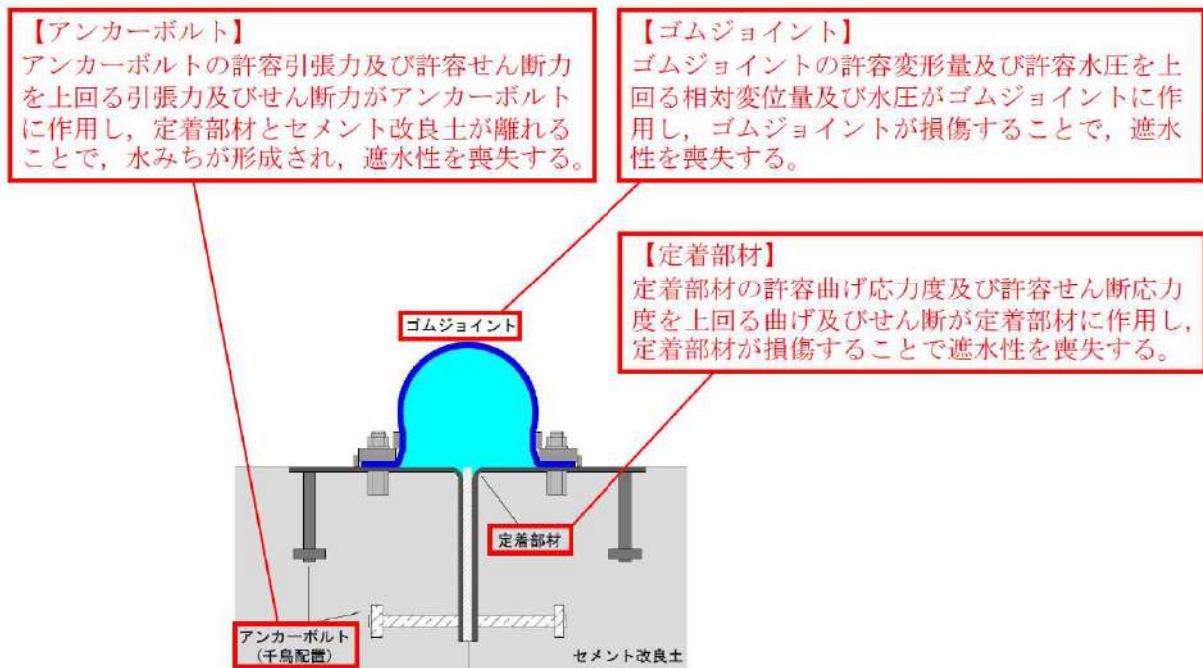 【アンカーボルト】
アンカーボルトの許容引張力及び許容せん断力
を上回る引張力及びせん断力がアンカーボルト
に作用し，定着部材とセメント改良土が離れる
ことで，水みちが形成され，遮水性を喪失する。
【ゴムジョイント】
ゴムジョイントの許容変形量及び許容水圧を上
回る相対変位量及び水圧がゴムジョイントに作
用し，ゴムジョイントが損傷することで，遮水
性を喪失する。
【定着部材】
定着部材の許容曲げ応力度及び許容せん断応力
度を上回る曲げ及びせん断が定着部材に作用し，
定着部材が損傷することで遮水性を喪失する。
ゴムジョイント
定着部材
アンカーボルト
(千鳥配置)
セメント改良土